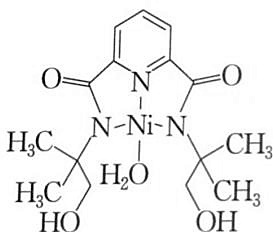 O N O
N Ni N
H₃C H₂O CH₃
H₃C CH₃
HO OH